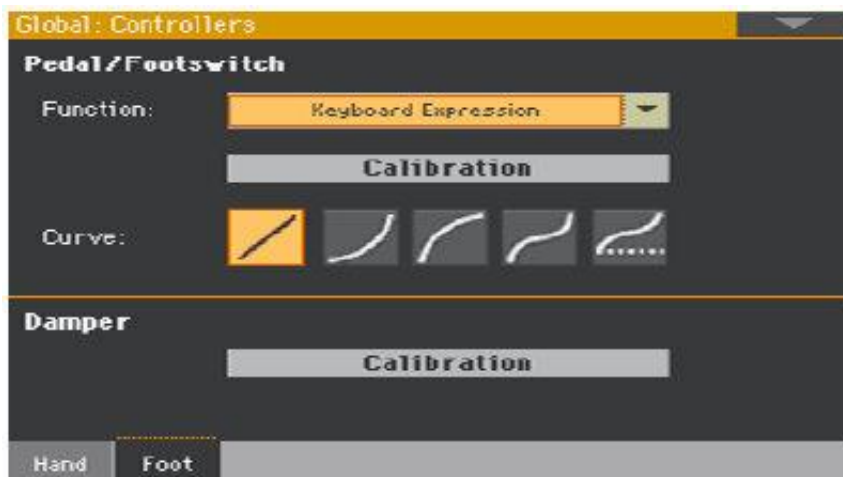 Global: Controllers
Pedal/Footswitch
Function: Keyboard Expression
Calibration
Curve:
Damper
Calibration
Hand Foot